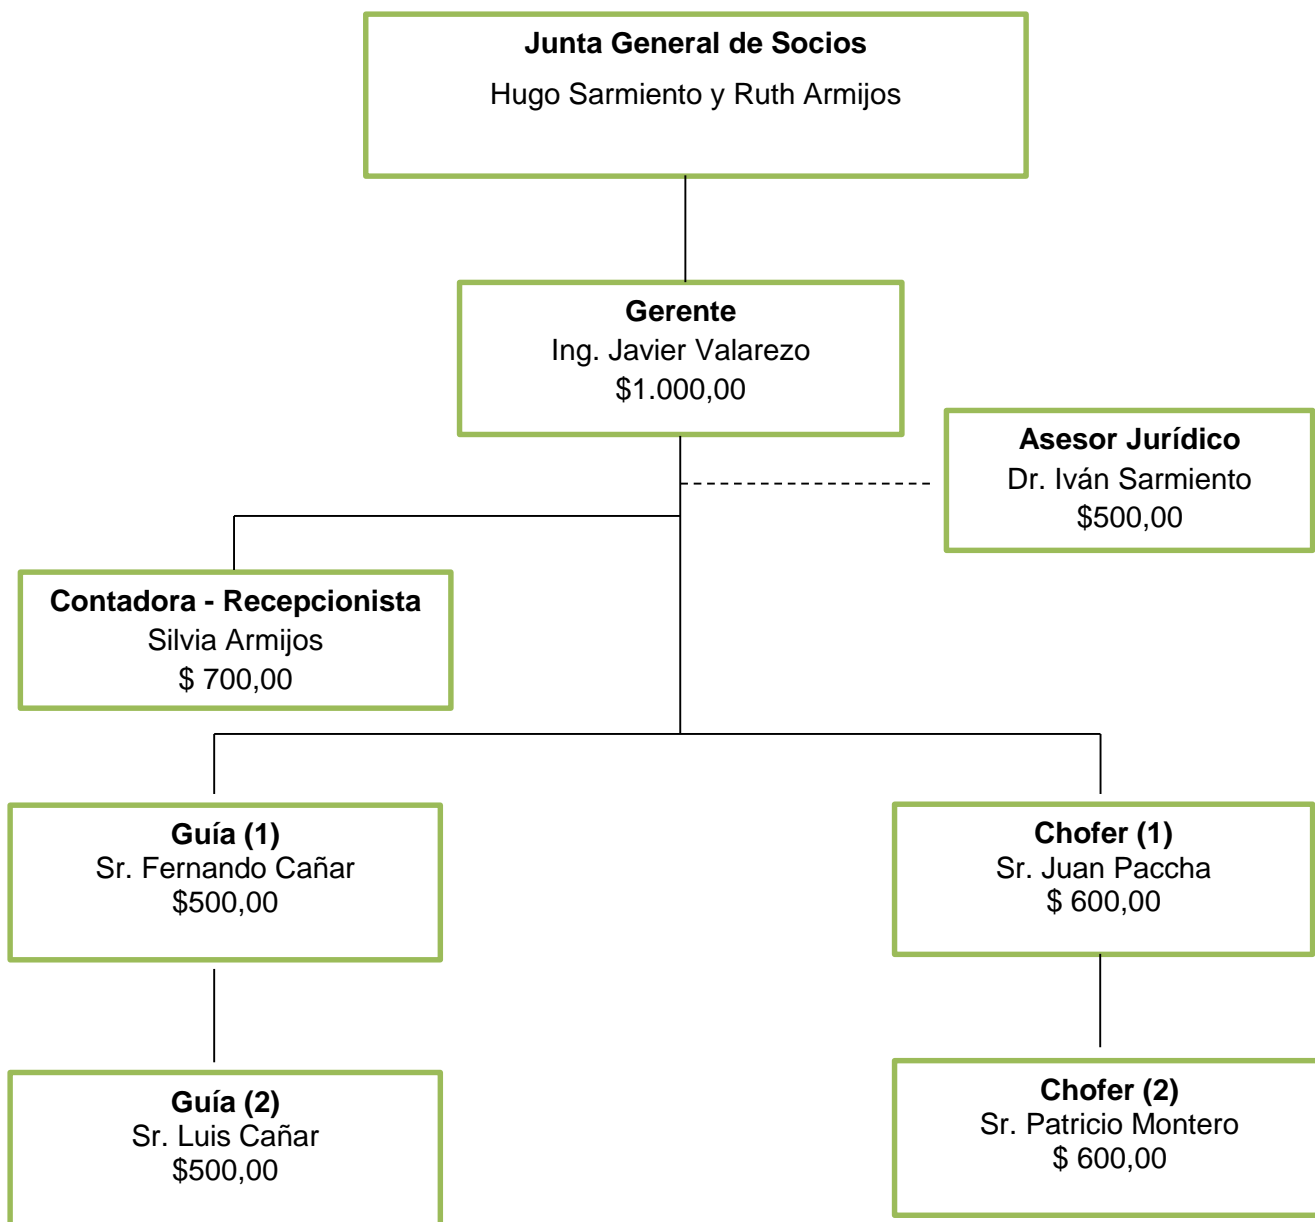 Junta General de Socios
Hugo Sarmiento y Ruth Armijos
Gerente
Ing. Javier Valarezo
$1.000,00
Asesor Jurídico
Dr. Iván Sarmiento
$500,00
Contadora - Recepcionista
Silvia Armijos
$ 700,00
Guía (1)
Sr. Fernando Cañar
$500,00
Chofer (1)
Sr. Juan Paccha
$ 600,00
Guía (2)
Sr. Luis Cañar
$500,00
Chofer (2)
Sr. Patricio Montero
$ 600,00